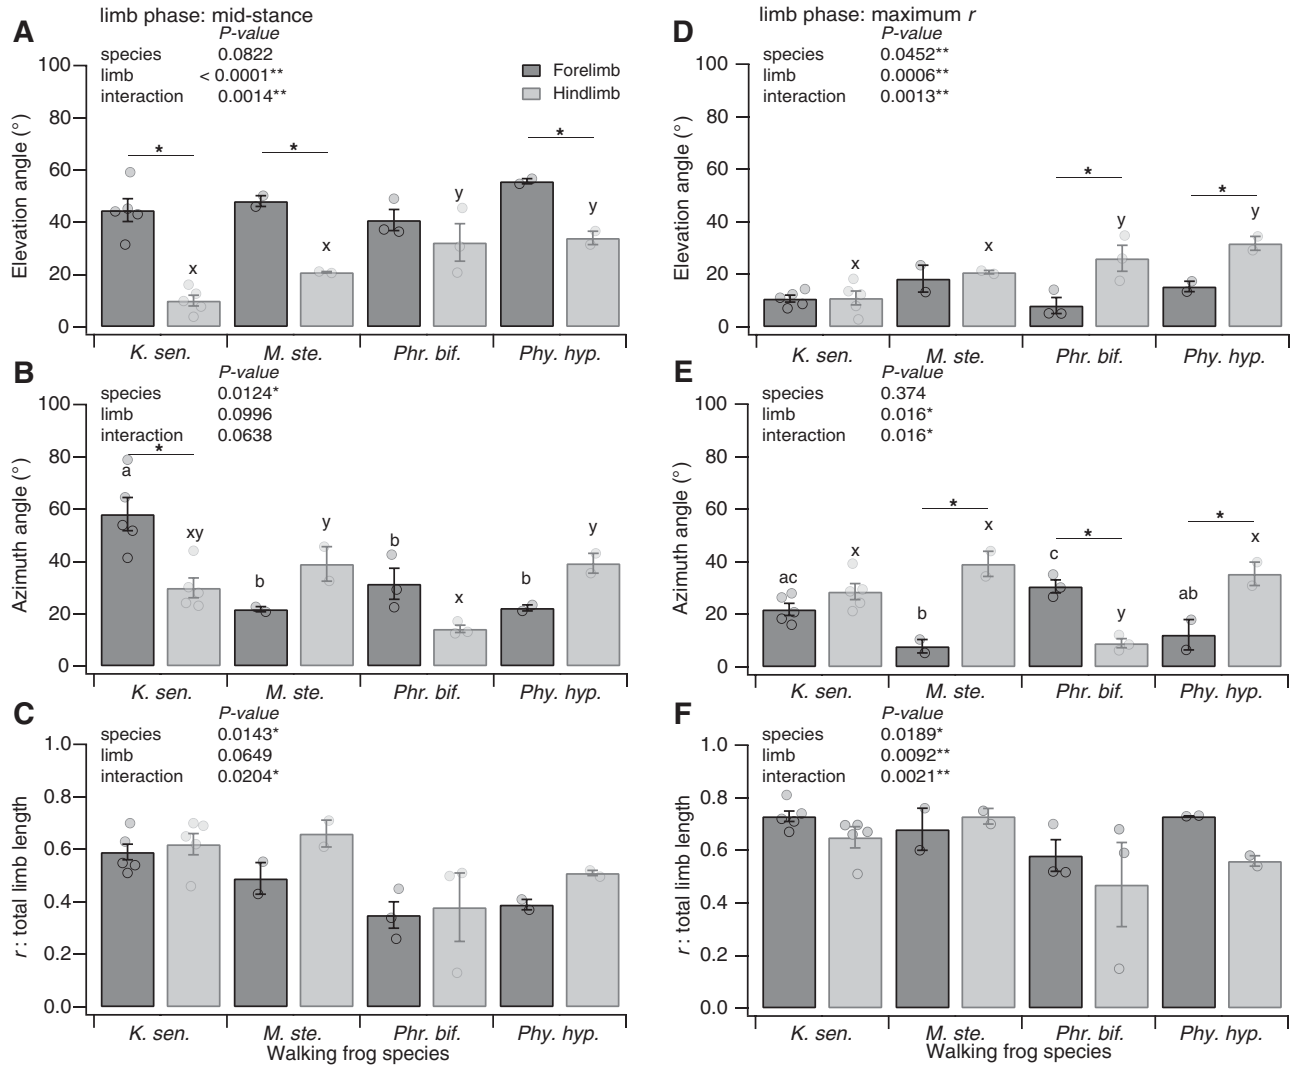 limb phase: mid-stance
A
P-value
species 0.0822
limb < 0.0001**
interaction 0.0014**
Forelimb
Hindlimb
Elevation angle (°)
100
80
60
40
20
0
* * *
x x y y
K. sen. M. ste. Phr. bif. Phy. hyp.
B
P-value
species 0.0124*
limb 0.0996
interaction 0.0638
Azimuth angle (°)
100
80
60
40
20
0
*
a xy b y b x b y
K. sen. M. ste. Phr. bif. Phy. hyp.
C
P-value
species 0.0143*
limb 0.0649
interaction 0.0204*
r : total limb length
1.0
0.8
0.6
0.4
0.2
0.0
K. sen. M. ste. Phr. bif. Phy. hyp.
Walking frog species
limb phase: maximum r
D
P-value
species 0.0452**
limb 0.0006**
interaction 0.0013**
Elevation angle (°)
100
80
60
40
20
0
* *
x x y y
K. sen. M. ste. Phr. bif. Phy. hyp.
E
P-value
species 0.374
limb 0.016*
interaction 0.016*
Azimuth angle (°)
100
80
60
40
20
0
* * *
ac x b x c y ab x
K. sen. M. ste. Phr. bif. Phy. hyp.
F
P-value
species 0.0189*
limb 0.0092**
interaction 0.0021**
r : total limb length
1.0
0.8
0.6
0.4
0.2
0.0
K. sen. M. ste. Phr. bif. Phy. hyp.
Walking frog species